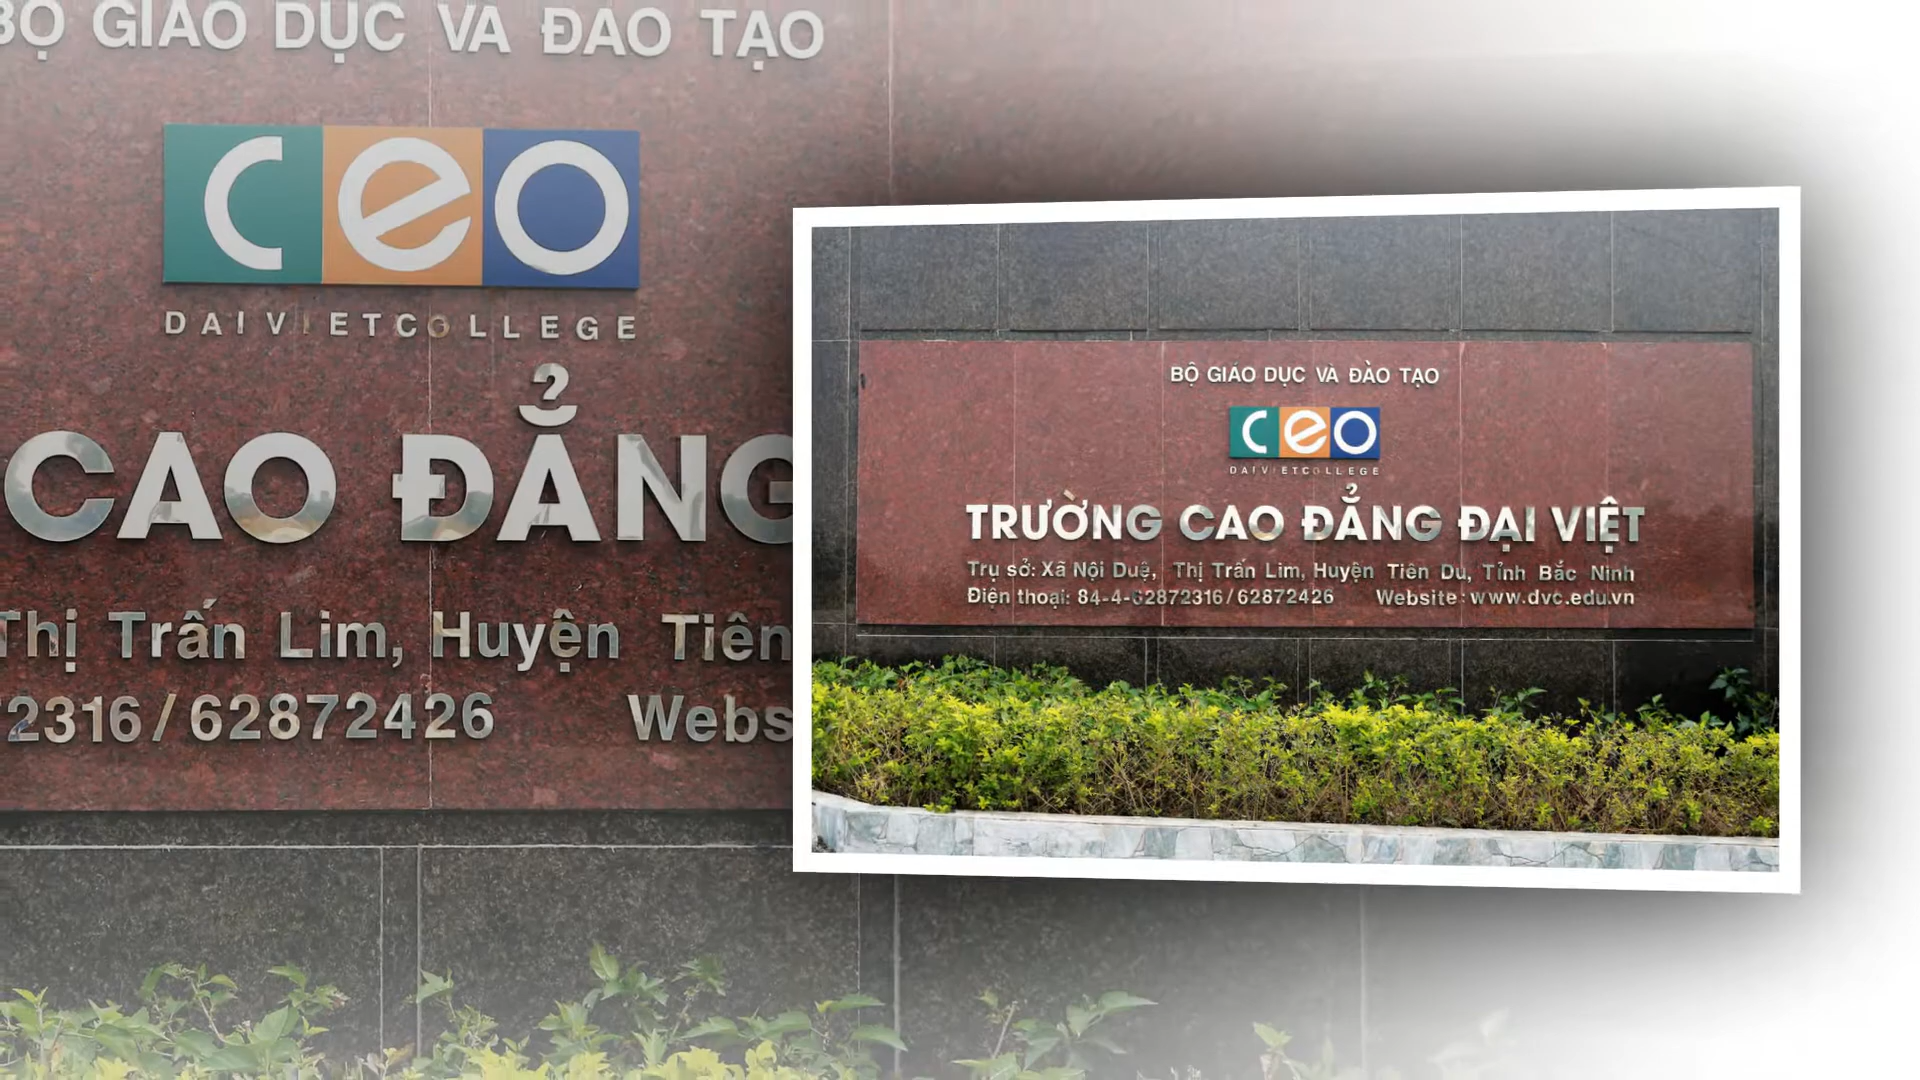 BỘ GIÁO DỤC VÀ ĐÀO TẠO
ceo
DAIVIETCOLLEGE
CAO ĐẲNG
Thị Trấn Lim, Huyện Tiên
2316/62872426 Webs
BỘ GIÁO DỤC VÀ ĐÀO TẠO
ceo
DAIVIETCOLLEGE
TRƯỜNG CAO ĐẲNG ĐẠI VIỆT
Trụ sở: Xã Nội Duệ, Thị Trấn Lim, Huyện Tiên Du, Tỉnh Bắc Ninh
Điện thoại: 84-4-62872316/62872426 Website: www.dvc.edu.vn